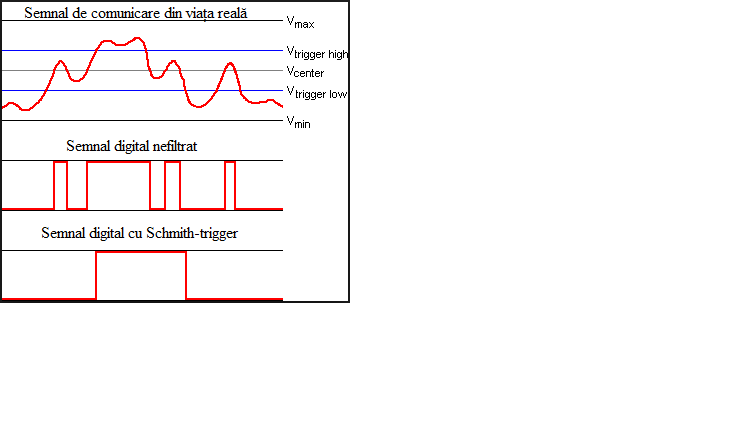 Semnal de comunicare din viața reală
Vmax
Vtrigger high
Vcenter
Vtrigger low
Vmin
Semnal digital nefiltrat
Semnal digital cu Schmith-trigger